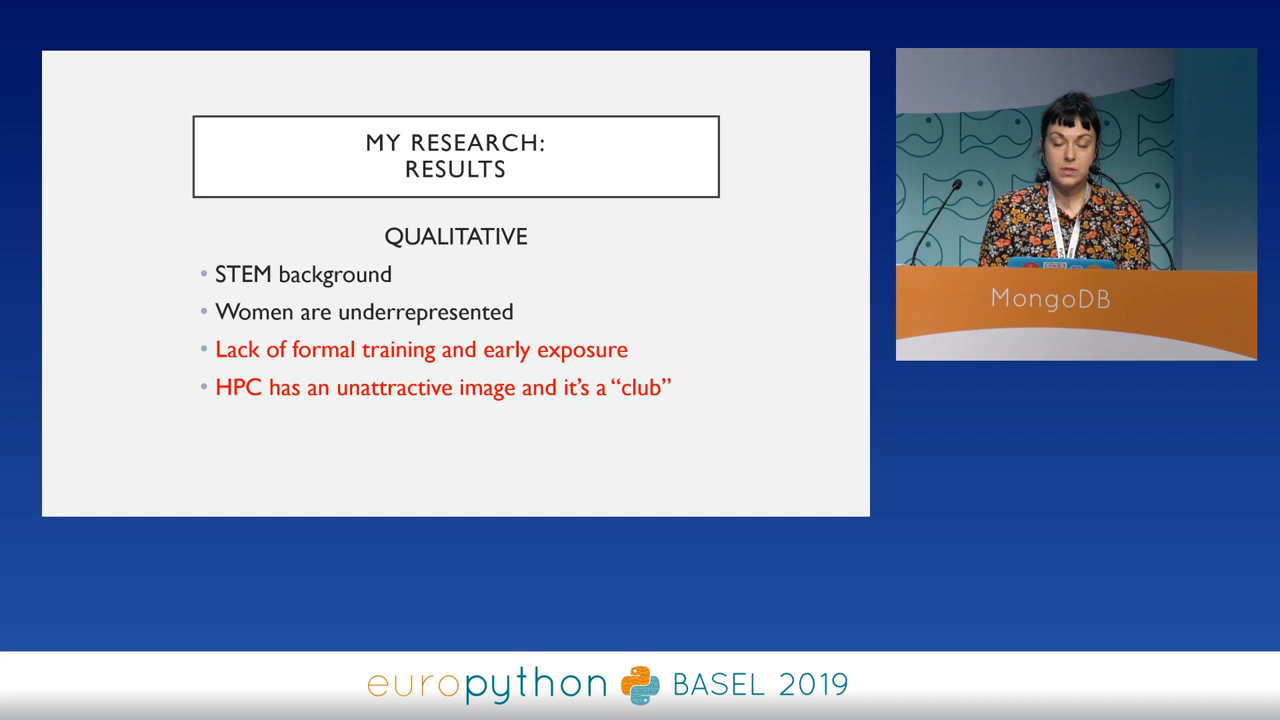 MY RESEARCH:
RESULTS
QUALITATIVE
• STEM background
• Women are underrepresented
• Lack of formal training and early exposure
• HPC has an unattractive image and it’s a “club”
MongoDB
europython BASEL 2019